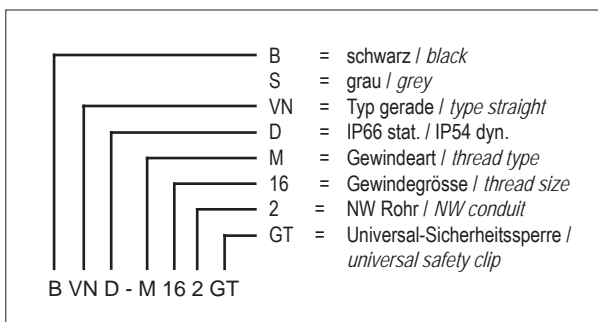 B = schwarz / black
S = grau / grey
VN = Typ gerade / type straight
D = IP66 stat. / IP54 dyn.
M = Gewindeart / thread type
16 = Gewindegrösse / thread size
2 = NW Rohr / NW conduit
GT = Universal-Sicherheitssperre /
universal safety clip
B VN D - M 16 2 GT